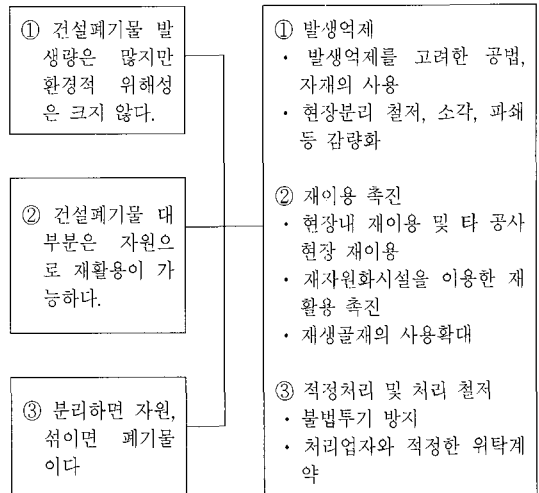 ① 건설폐기물 발
생량은 많지만
환경적 위해성
은 크지 않다.
② 건설폐기물 대
부분은 자원으
로 재활용이 가
능하다.
③ 분리하면 자원,
섞이면 폐기물
이다
① 발생억제
· 발생억제를 고려한 공법,
자재의 사용
· 현장분리 철저, 소각, 파쇄
등 감량화
② 재이용 촉진
· 현장내 재이용 및 타 공사
현장 재이용
· 재자원화시설을 이용한 재
활용 촉진
· 재생골재의 사용확대
③ 적정처리 및 처리 철저
· 불법투기 방지
· 처리업자와 적정한 위탁계
약